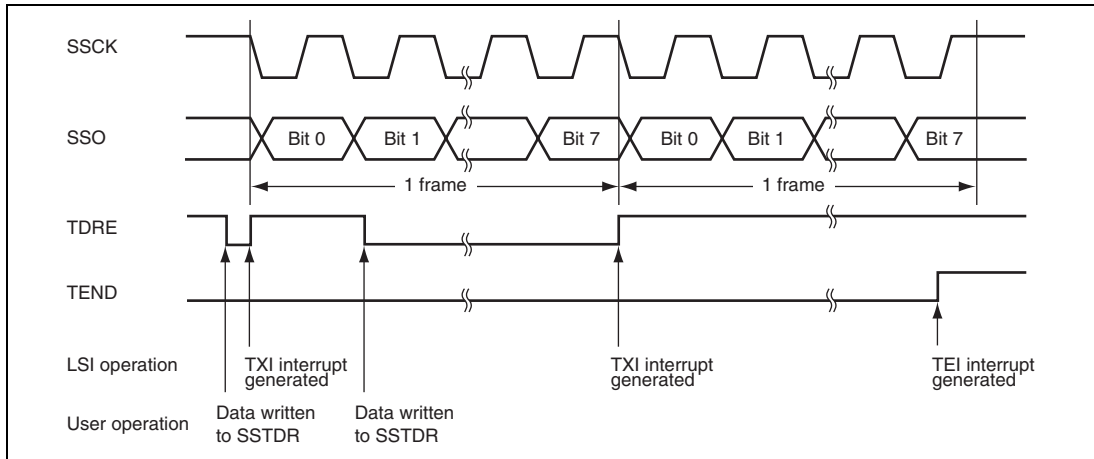 SSCK
SSO
Bit 0
Bit 1
Bit 7
Bit 0
Bit 1
Bit 7
1 frame
1 frame
TDRE
TEND
LSI operation
TXI interrupt
generated
TXI interrupt
generated
TEI interrupt
generated
User operation
Data written
to SSTDR
Data written
to SSTDR